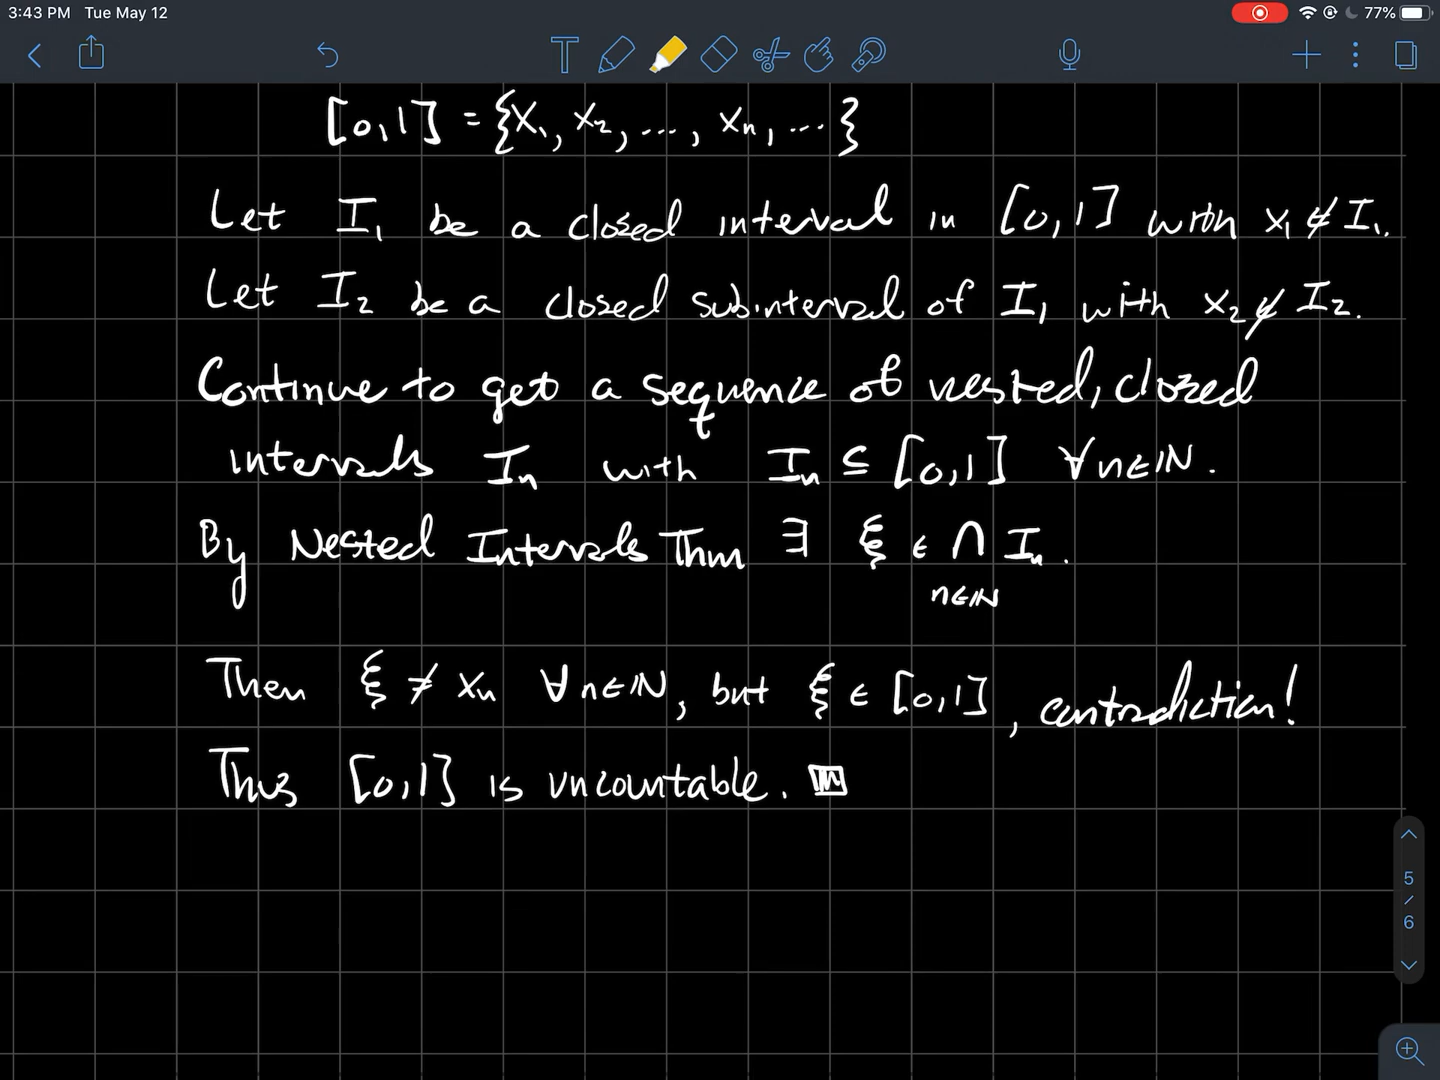 3:43 PM Tue May 12 77%
[0,1] = {x₁, x₂, ..., xₙ, ...}
Let I₁ be a closed interval in [0,1] with x₁ ∉ I₁.
Let I₂ be a closed subinterval of I₁ with x₂ ∉ I₂.
Continue to get a sequence of nested, closed
intervals Iₙ with Iₙ ⊆ [0,1] ∀n∈ℕ.
By Nested Intervals Thm ∃ ξ ∈ ∩ Iₙ.
n∈ℕ
Then ξ ≠ xₙ ∀n∈ℕ, but ξ ∈ [0,1], contradiction!
Thus [0,1] is uncountable.
5
/
6